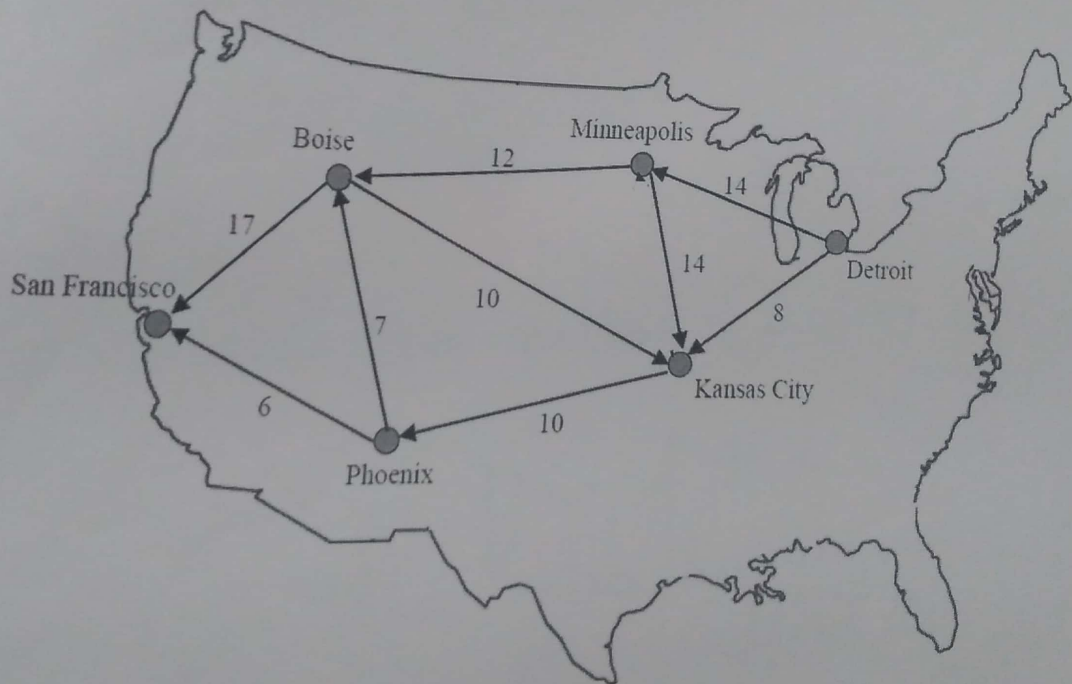 Minneapolis
Boise
12
14
17
14
Detroit
San Francisco
10
8
7
Kansas City
6
10
Phoenix